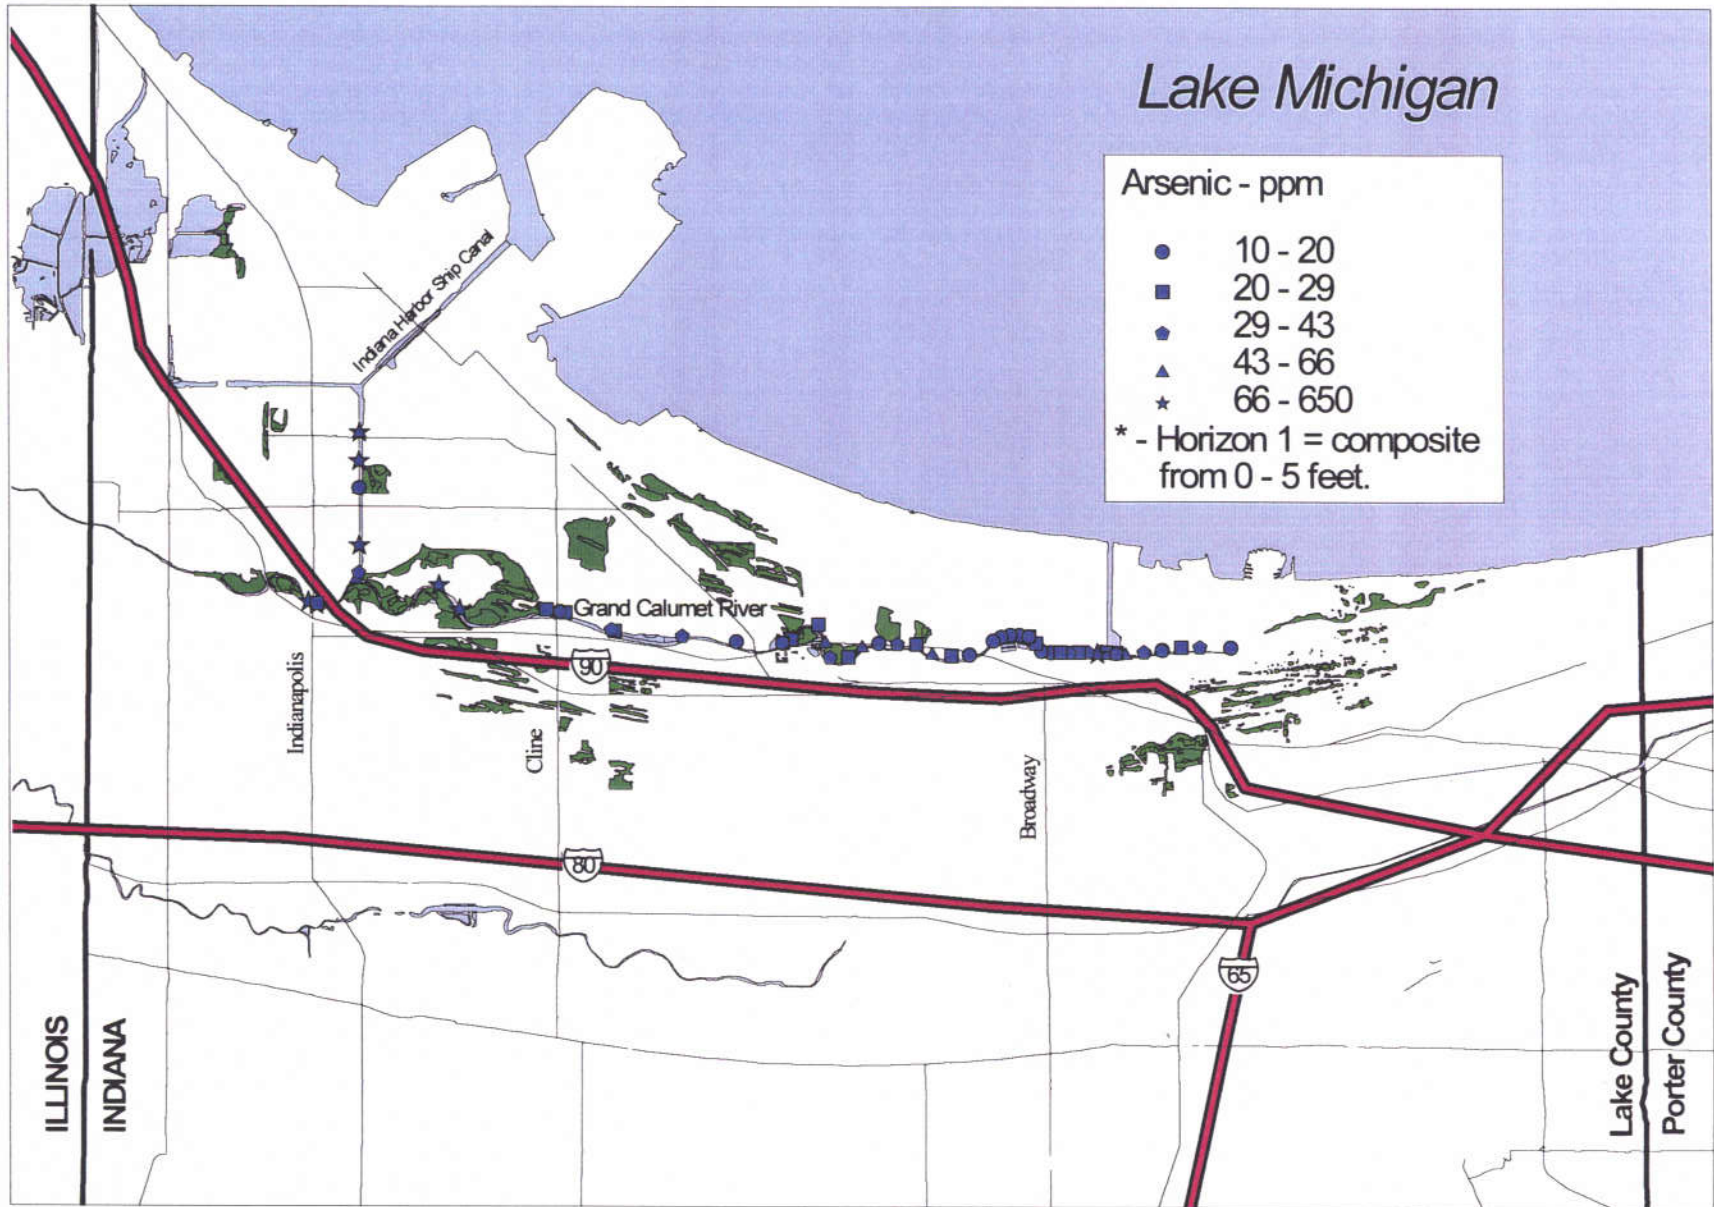 Lake Michigan
Arsenic - ppm
10 - 20
20 - 29
29 - 43
43 - 66
66 - 650
* - Horizon 1 = composite
from 0 - 5 feet.
Indiana Harbor Ship Canal
Grand Calumet River
90
Indianapolis
Cline
Broadway
80
65
ILLINOIS
INDIANA
Lake County
Porter County